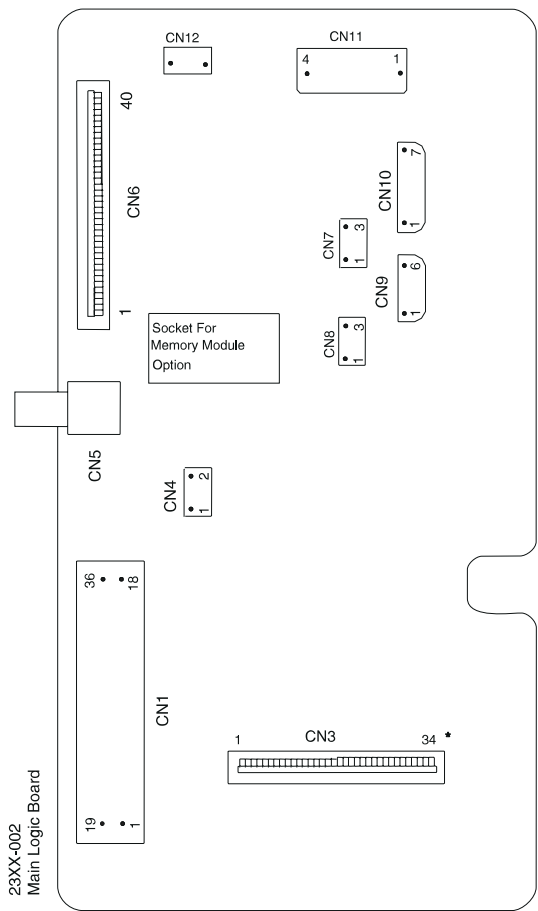 CN12
CN11
4 1
40
CN6
1
7
CN10
1
3
CN7
1
6
CN9
1
3
CN8
1
Socket For
Memory Module
Option
CN5
2
CN4
1
36
18
CN1
19
1
1 CN3 34 *
23XX-002
Main Logic Board